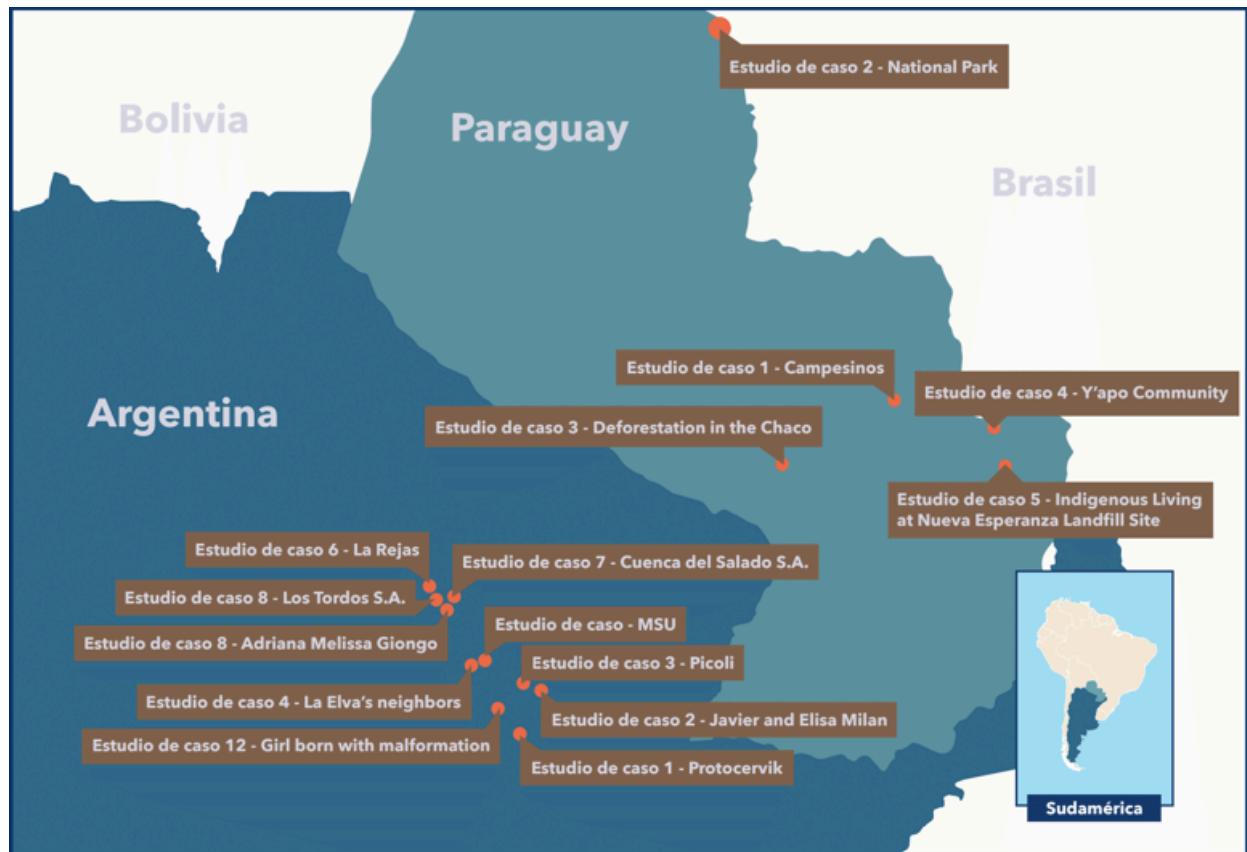 Estudio de caso 2 - National Park
Bolivia
Paraguay
Brasil
Estudio de caso 1 - Campesinos
Estudio de caso 4 - Y'apo Community
Argentina
Estudio de caso 3 - Deforestation in the Chaco
Estudio de caso 5 - Indigenous Living
at Nueva Esperanza Landfill Site
Estudio de caso 6 - La Rejas
Estudio de caso 7 - Cuenca del Salado S.A.
Estudio de caso 8 - Los Tordos S.A.
Estudio de caso - MSU
Estudio de caso 8 - Adriana Melissa Giongo
Estudio de caso 3 - Picoli
Estudio de caso 4 - La Elva's neighbors
Estudio de caso 2 - Javier and Elisa Milan
Estudio de caso 12 - Girl born with malformation
Estudio de caso 1 - Protocervik
Sudamérica